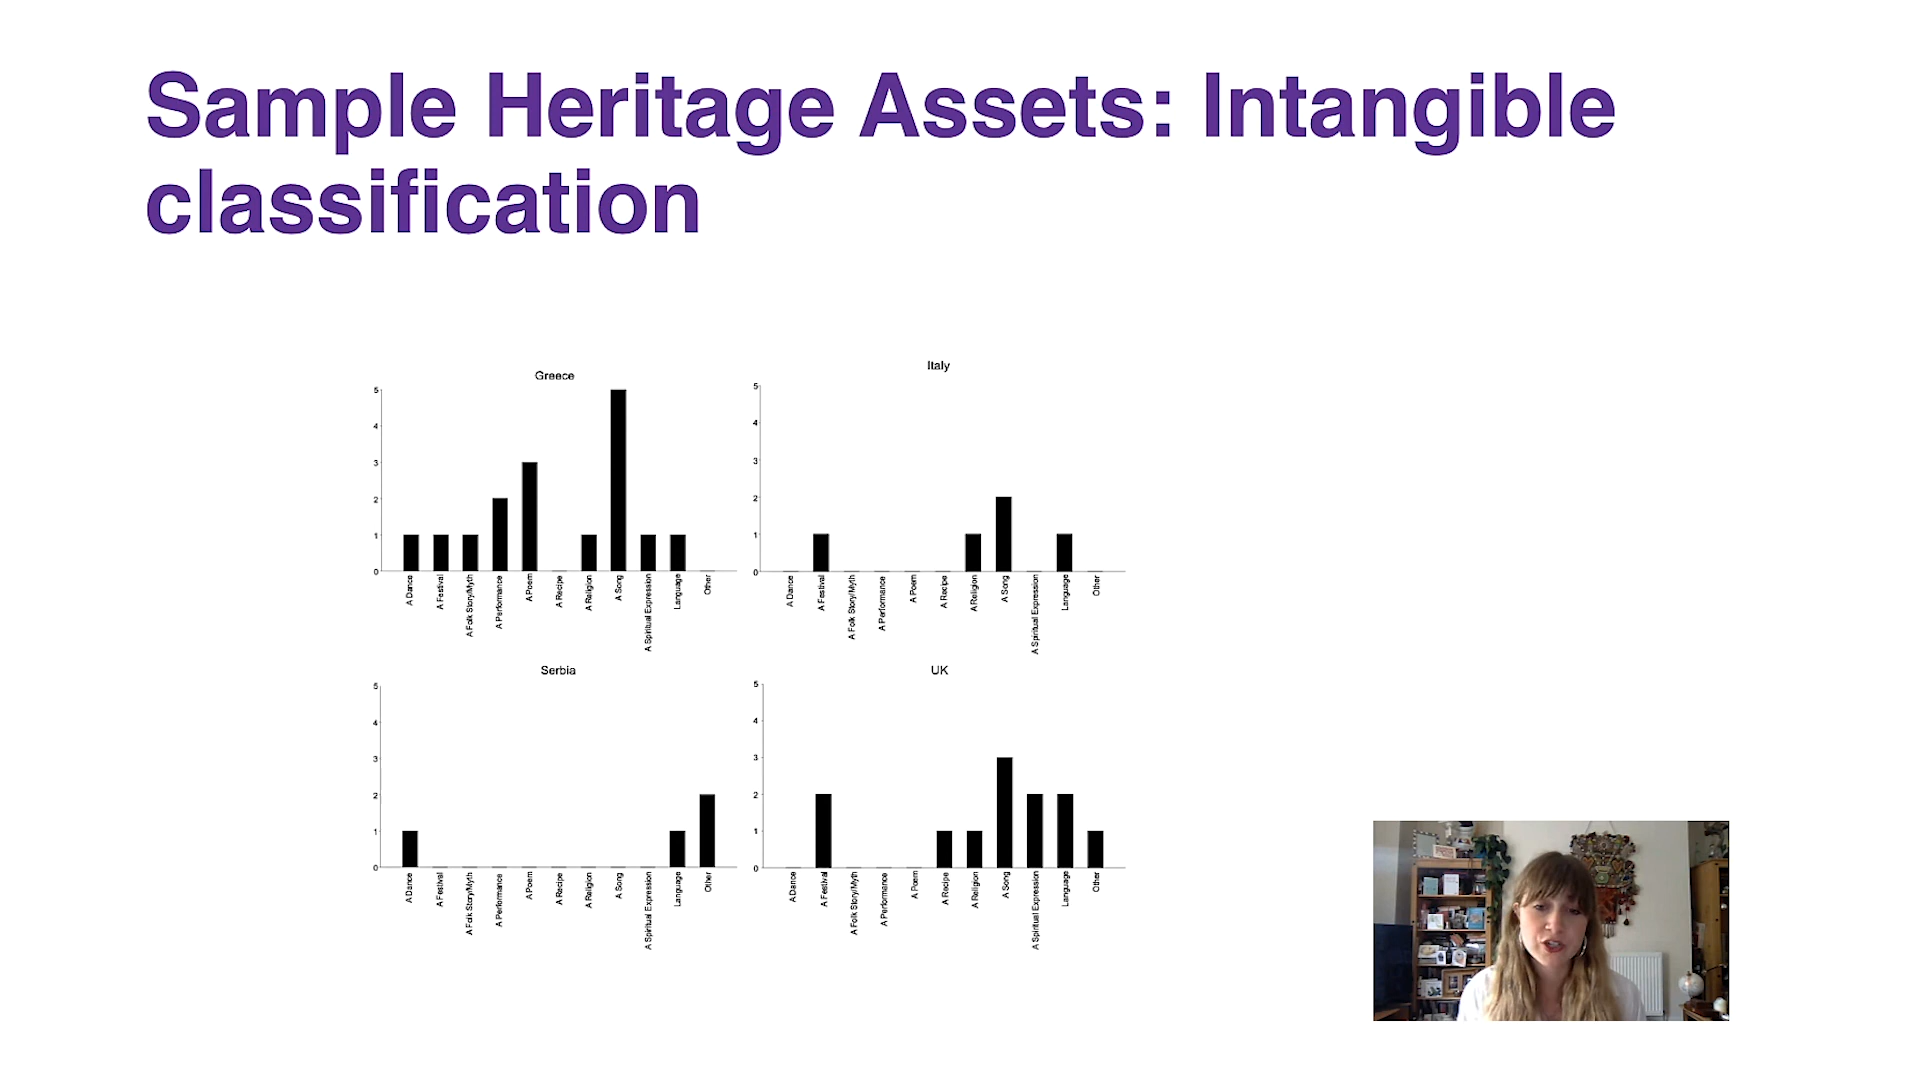 Sample Heritage Assets: Intangible
classification
Greece
5
4
3
2
1
0
A Dance
A Festival
A Folk Story/Myth
A Performance
A Poem
A Recipe
A Religion
A Song
A Spiritual Expression
Language
Other
Italy
5
4
3
2
1
0
A Dance
A Festival
A Folk Story/Myth
A Performance
A Poem
A Recipe
A Religion
A Song
A Spiritual Expression
Language
Other
Serbia
5
4
3
2
1
0
A Dance
A Festival
A Folk Story/Myth
A Performance
A Poem
A Recipe
A Religion
A Song
A Spiritual Expression
Language
Other
UK
5
4
3
2
1
0
A Dance
A Festival
A Folk Story/Myth
A Performance
A Poem
A Recipe
A Religion
A Song
A Spiritual Expression
Language
Other